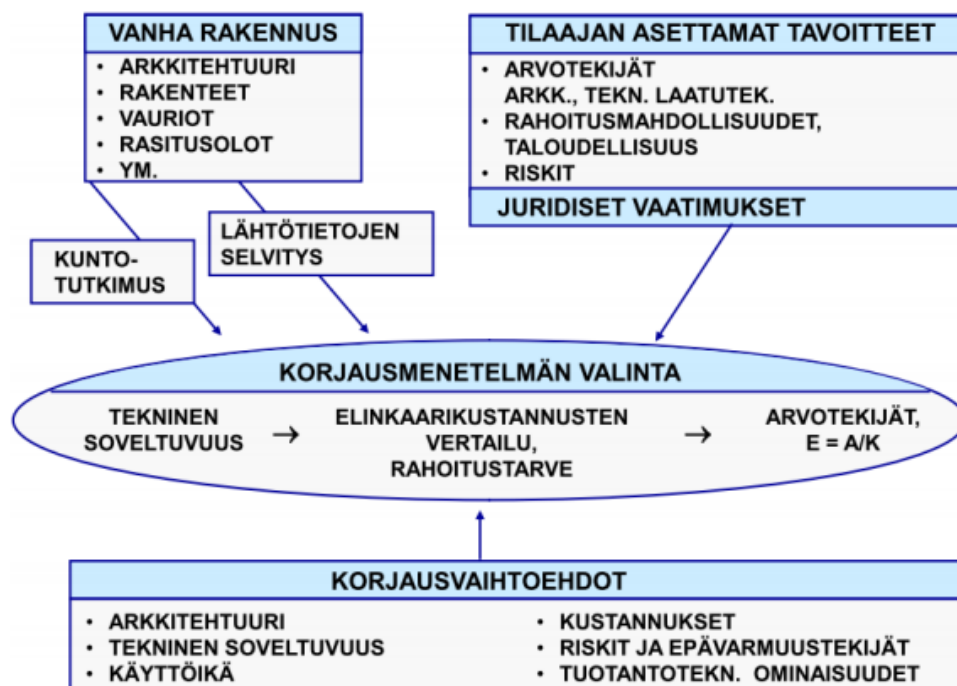 VANHA RAKENNUS
• ARKKITEHTUURI
• RAKENTEET
• VAURIOT
• RASITUSOLOT
• YM.
TILAAJAN ASETTAMAT TAVOITTEET
• ARVOTEKIJÄT
ARKK., TEKN. LAATUTEK.
• RAHOITUSMAHDOLLISUUDET,
TALOUDELLISUUS
• RISKIT
JURIDISET VAATIMUKSET
KUNTO-
TUTKIMUS
LÄHTÖTIETOJEN
SELVITYS
KORJAUSMENETELMÄN VALINTA
TEKNINEN
SOVELTUVUUS
→
ELINKAARIKUSTANNUSTEN
VERTAILU,
RAHOITUSTARVE
→
ARVOTEKIJÄT,
E = A/K
KORJAUSVAIHTOEHDOT
• ARKKITEHTUURI
• TEKNINEN SOVELTUVUUS
• KÄYTTÖIKÄ
• KUSTANNUKSET
• RISKIT JA EPÄVARMUUSTEKIJÄT
• TUOTANTOTEKN. OMINAISUUDET